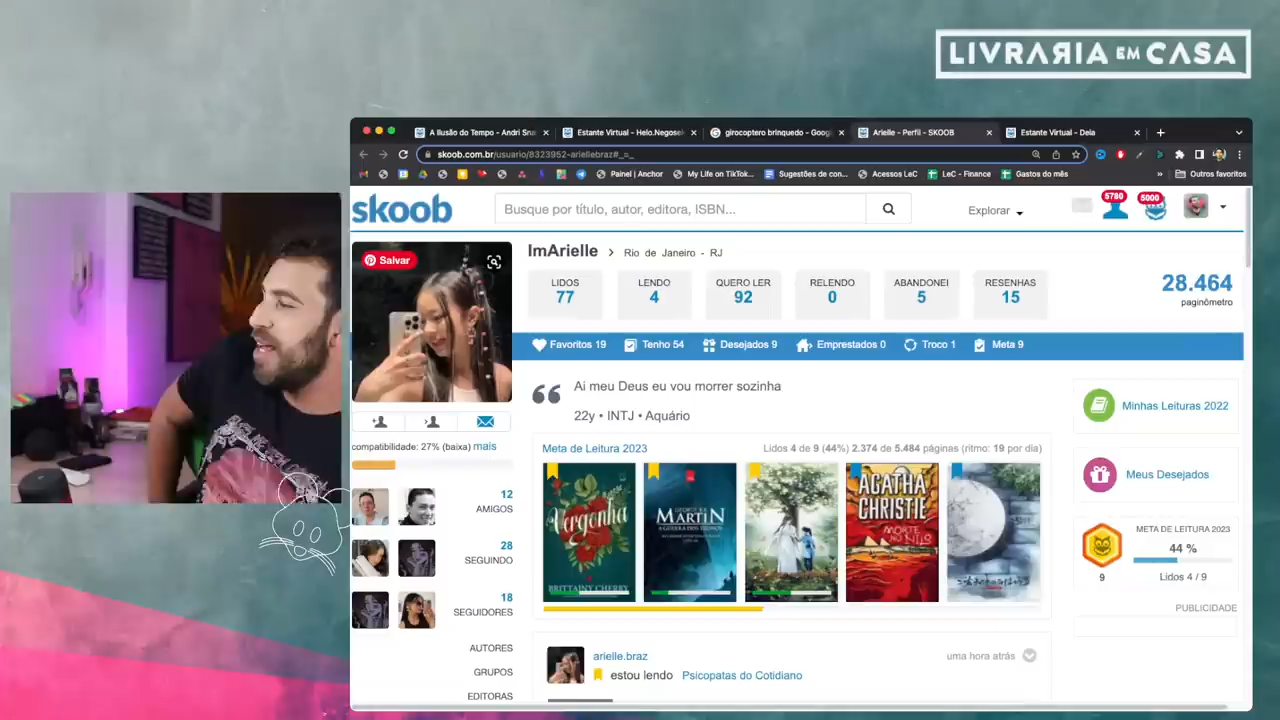 LIVRARIA EM CASA
A Ilusão do Tempo - Andri Sna
Estante Virtual - Helo.Negosek
girocoptero brinquedo - Goog
Arielle - Perfil - SKOOB
Estante Virtual - Deia
skoob.com.br/usuario/8323952-ariellebraz#_=_
Painel | Anchor
My Life on TikTok...
Sugestões de con...
Acessos LeC
LeC - Finance
Gastos do mês
»
Outros favoritos
skoob
Busque por título, autor, editora, ISBN...
Explorar
5780
5000
Salvar
ImArielle > Rio de Janeiro - RJ
LIDOS
77
LENDO
4
QUERO LER
92
RELENDO
0
ABANDONEI
5
RESENHAS
15
28.464
paginômetro
Favoritos 19
Tenho 54
Desejados 9
Emprestados 0
Troco 1
Meta 9
Ai meu Deus eu vou morrer sozinha
22y • INTJ • Aquário
compatibilidade: 27% (baixa) mais
12
AMIGOS
28
SEGUINDO
18
SEGUIDORES
AUTORES
GRUPOS
EDITORAS
Meta de Leitura 2023
Lidos 4 de 9 (44%) 2.374 de 5.484 páginas (ritmo: 19 por dia)
Vergonha
BRITTAINY CHERRY
GEORGE R.R.
MARTIN
A GUERRA DOS TRONOS
AGATHA
CHRISTIE
MORTE
NO NILO
arielle.braz
uma hora atrás
estou lendo Psicopatas do Cotidiano
Minhas Leituras 2022
Meus Desejados
META DE LEITURA 2023
44 %
9
Lidos 4 / 9
PUBLICIDADE